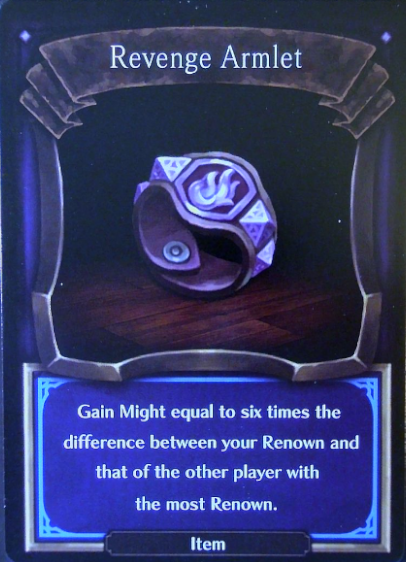 Revenge Armlet
Gain Might equal to six times the
difference between your Renown and
that of the other player with
the most Renown.
Item